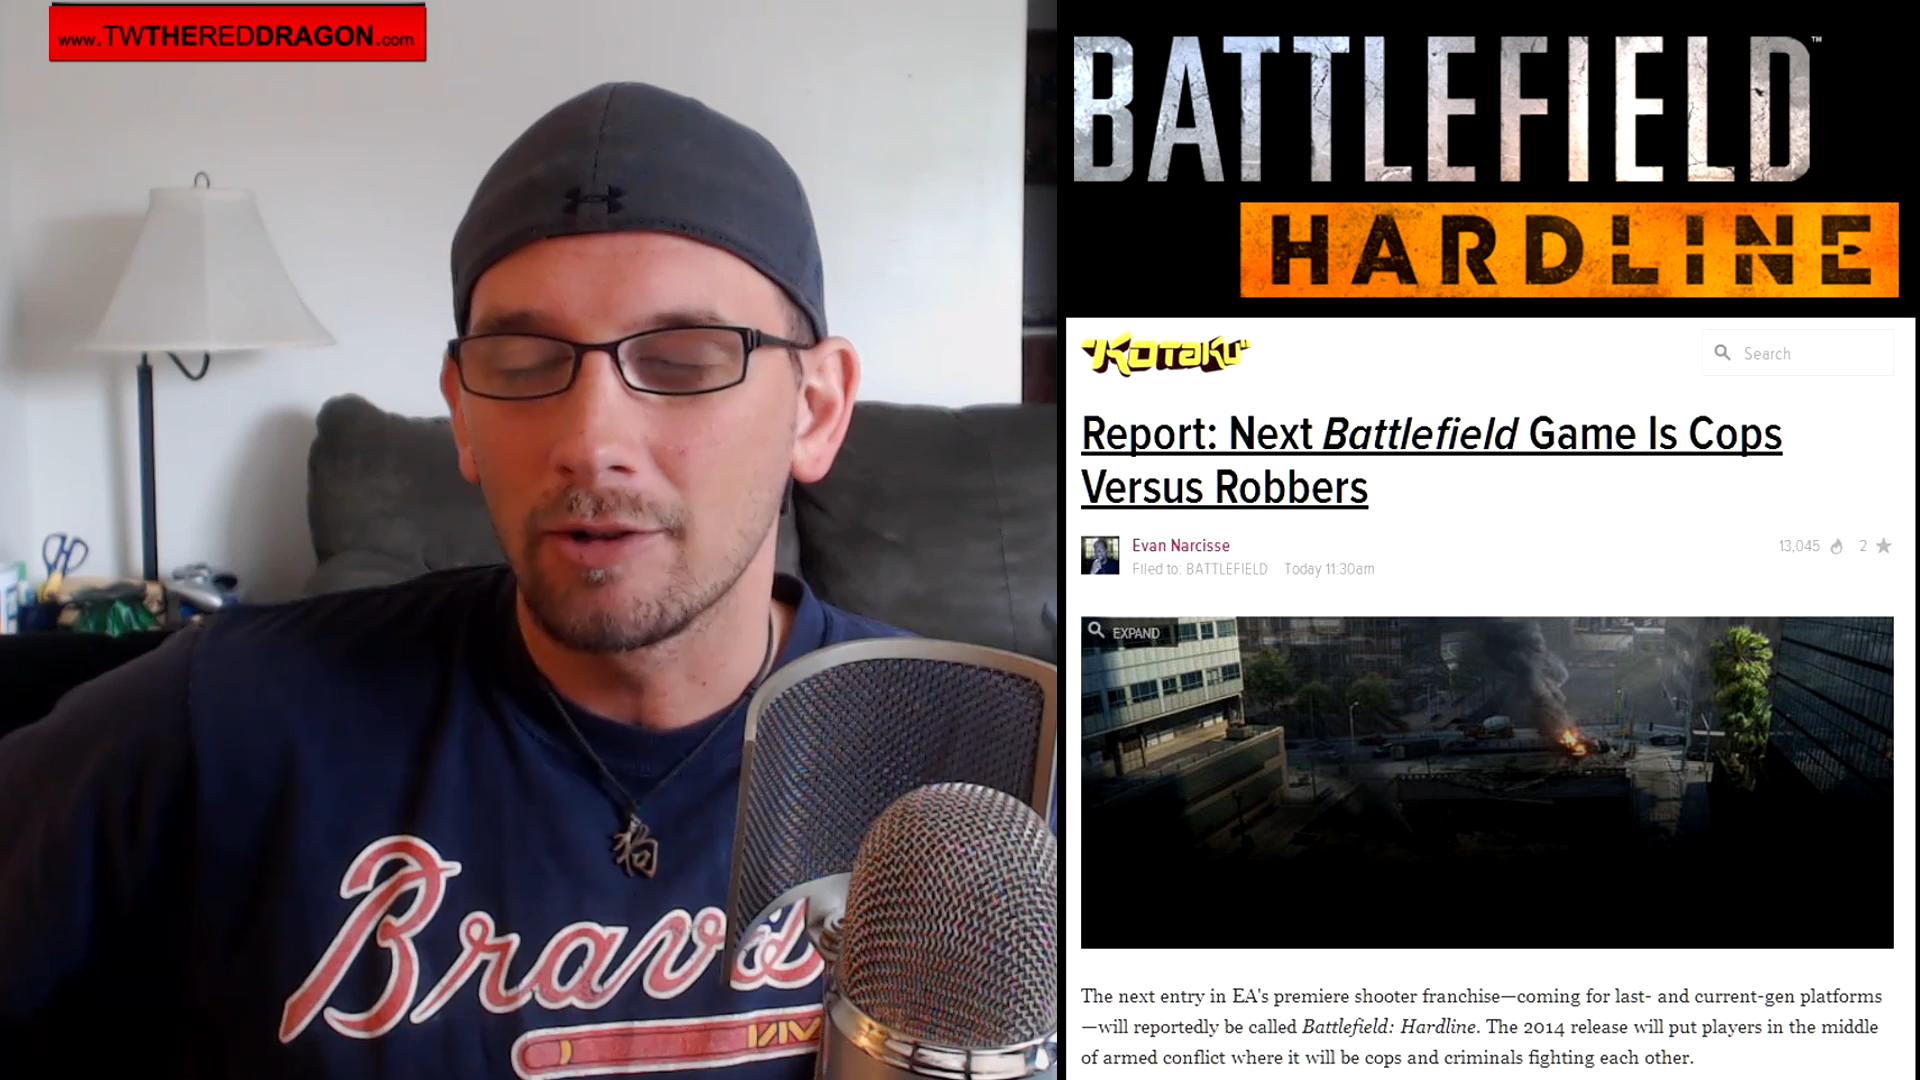 www.TWTHEREDDRAGON.com
BATTLEFIELD™
HARDLINE
KOTAKU
Search
Report: Next Battlefield Game Is Cops
Versus Robbers
Evan Narcisse
13,045
2
Filed to: BATTLEFIELD Today 11:30am
EXPAND
The next entry in EA's premiere shooter franchise—coming for last- and current-gen platforms
—will reportedly be called Battlefield: Hardline. The 2014 release will put players in the middle
of armed conflict where it will be cops and criminals fighting each other.
狗
Braves